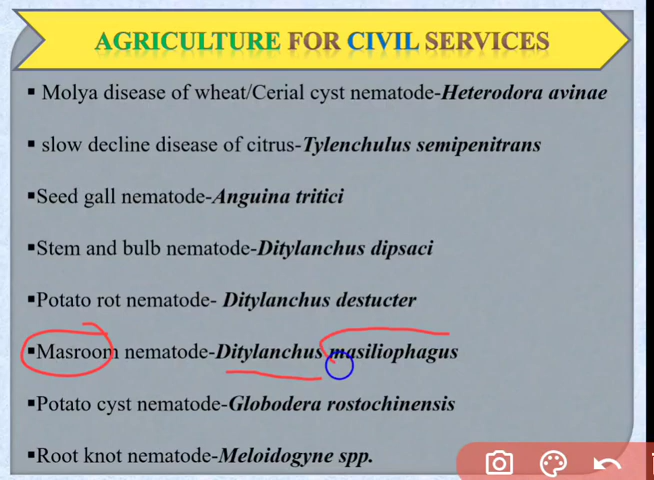 AGRICULTURE FOR CIVIL SERVICES
▪ Molya disease of wheat/Cerial cyst nematode-Heterodora avinae
▪ slow decline disease of citrus-Tylenchulus semipenitrans
▪Seed gall nematode-Anguina tritici
▪Stem and bulb nematode-Ditylanchus dipsaci
▪Potato rot nematode- Ditylanchus destucter
▪Masroom nematode-Ditylanchus masiliophagus
▪Potato cyst nematode-Globodera rostochinensis
▪Root knot nematode-Meloidogyne spp.